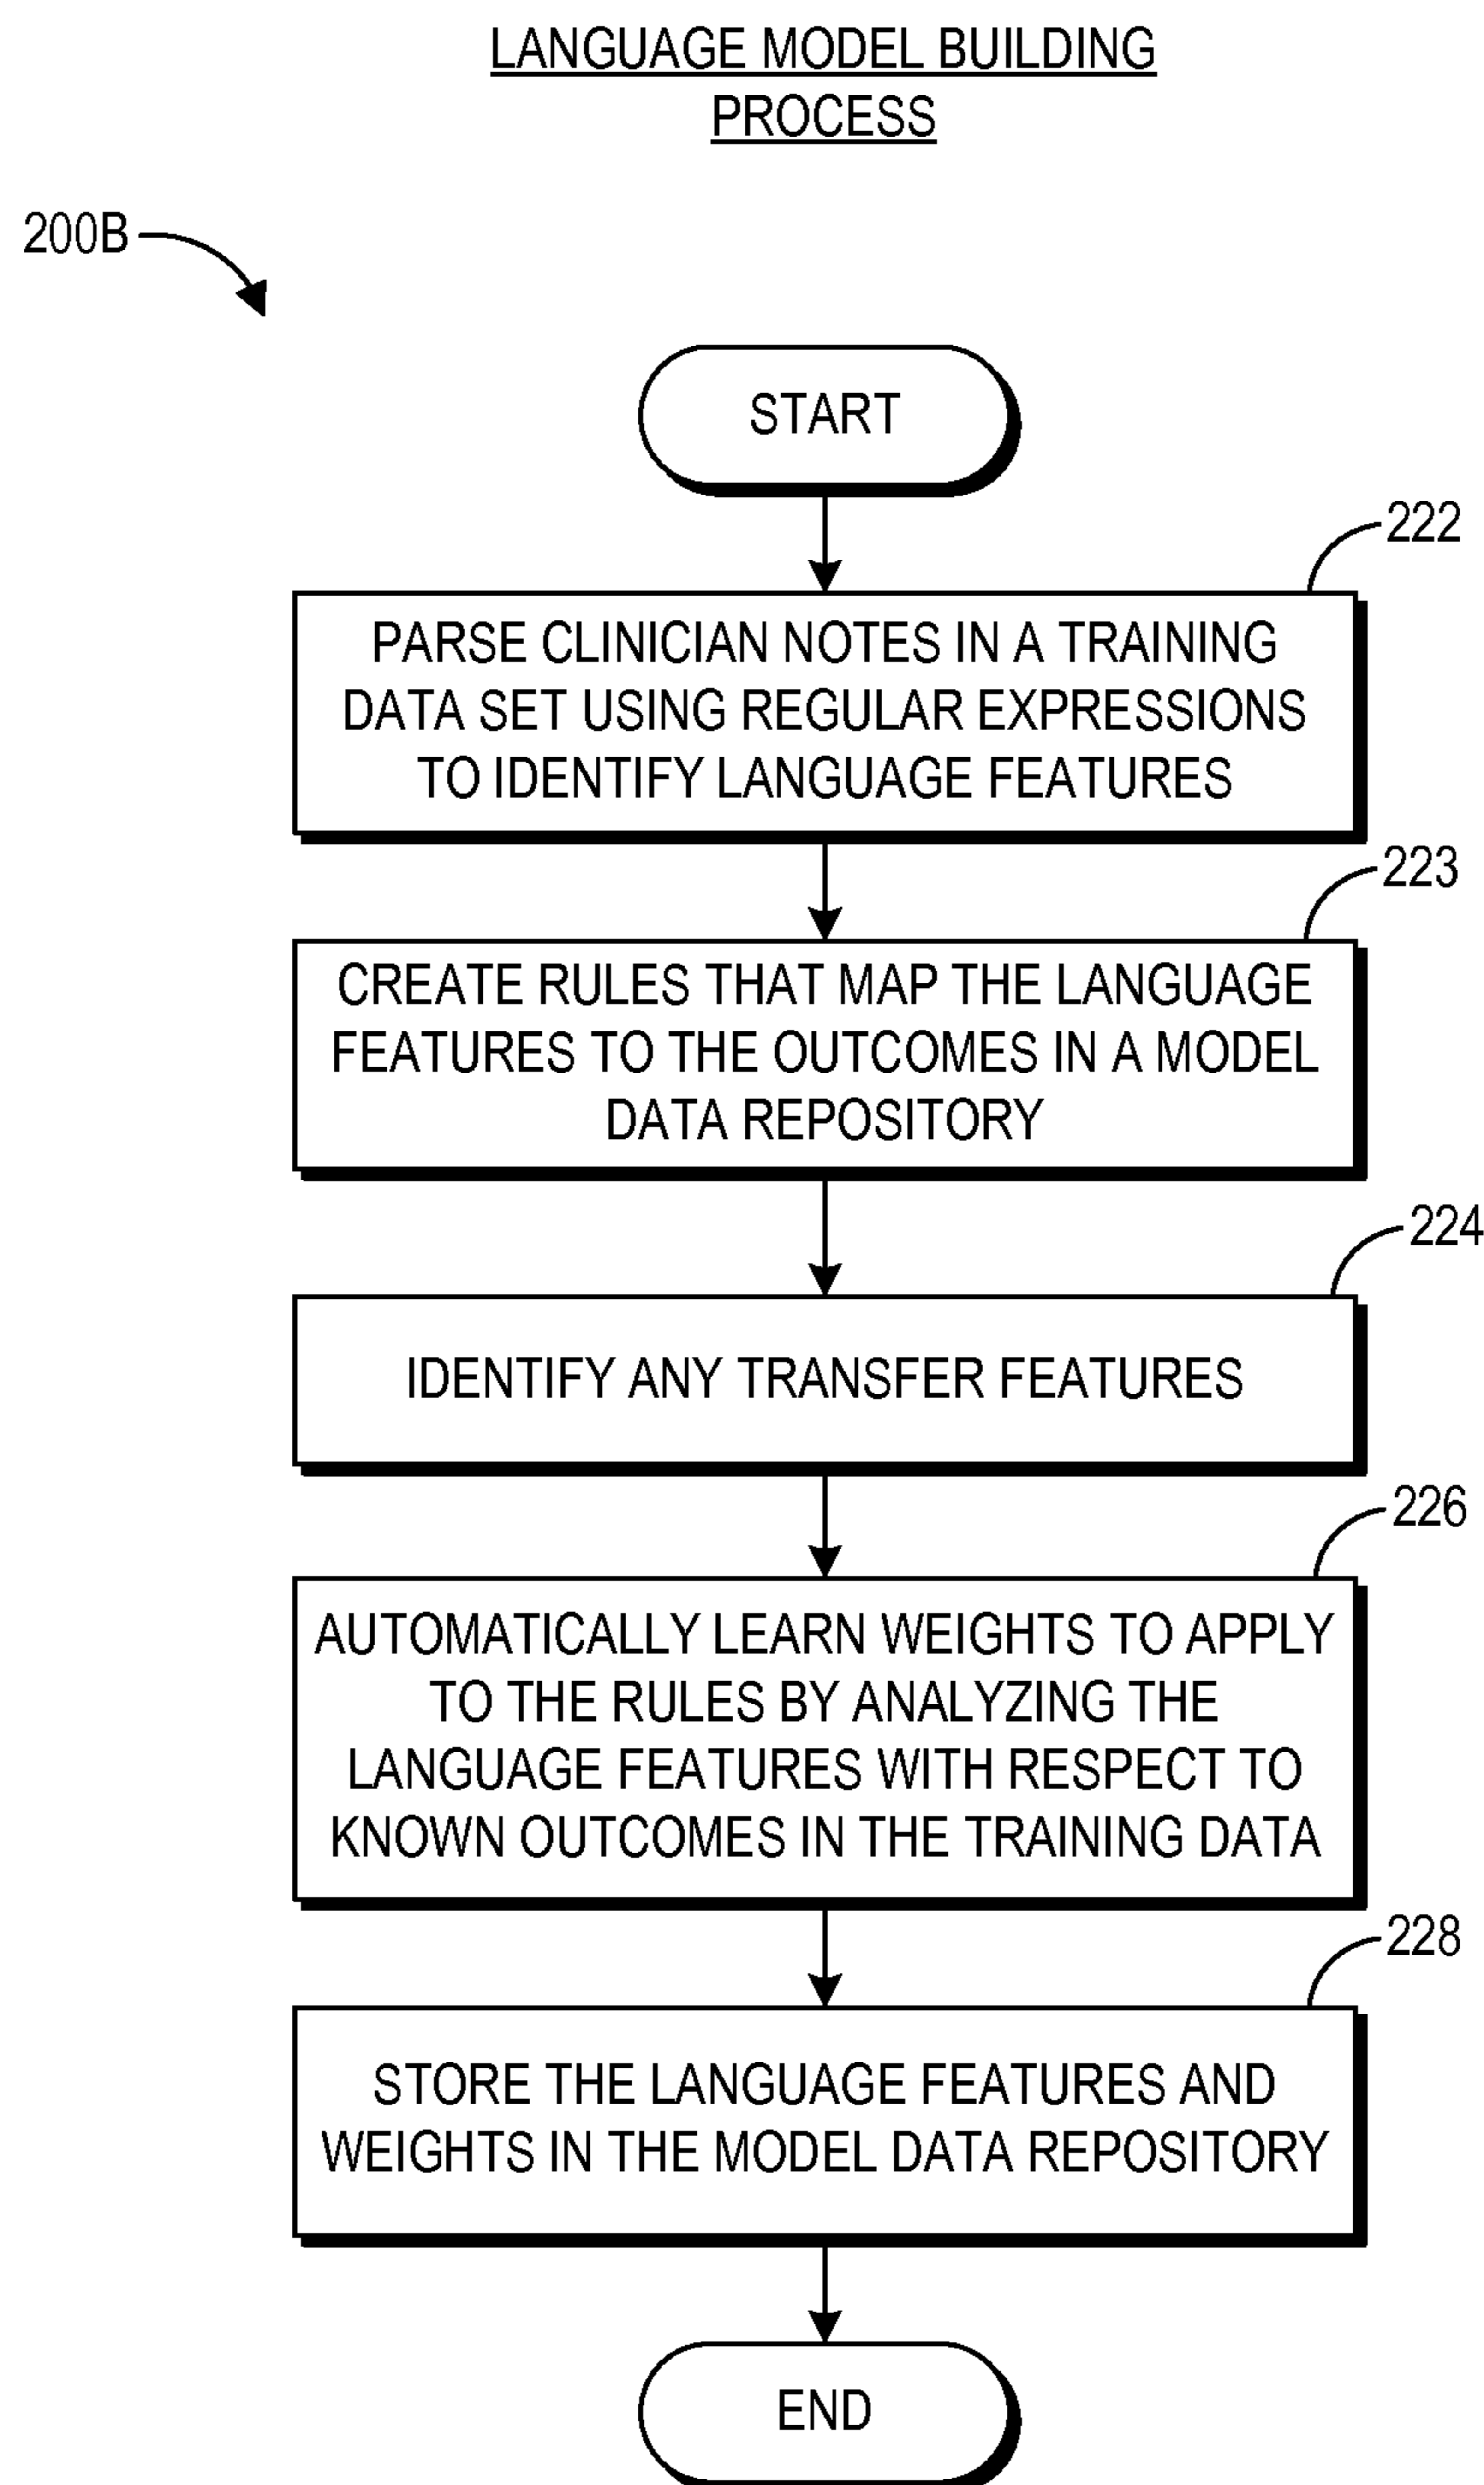 LANGUAGE MODEL BUILDING
PROCESS
200B
START
222
PARSE CLINICIAN NOTES IN A TRAINING
DATA SET USING REGULAR EXPRESSIONS
TO IDENTIFY LANGUAGE FEATURES
223
CREATE RULES THAT MAP THE LANGUAGE
FEATURES TO THE OUTCOMES IN A MODEL
DATA REPOSITORY
224
IDENTIFY ANY TRANSFER FEATURES
226
AUTOMATICALLY LEARN WEIGHTS TO APPLY
TO THE RULES BY ANALYZING THE
LANGUAGE FEATURES WITH RESPECT TO
KNOWN OUTCOMES IN THE TRAINING DATA
228
STORE THE LANGUAGE FEATURES AND
WEIGHTS IN THE MODEL DATA REPOSITORY
END